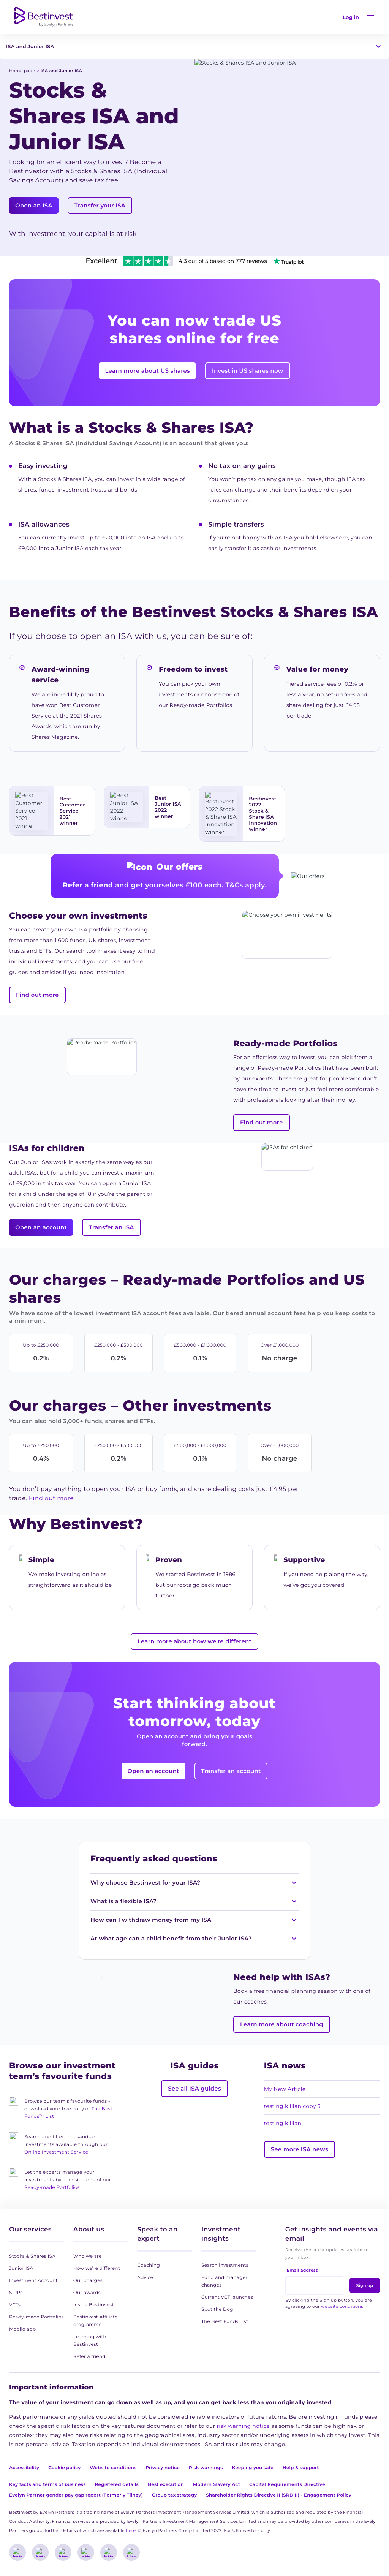 Bestinvest
by Evelyn Partners
Log in
ISA and Junior ISA
Home page > ISA and Junior ISA
Stocks & Shares ISA and Junior ISA
Stocks &
Shares ISA and
Junior ISA
Looking for an efficient way to invest? Become a
Bestinvestor with a Stocks & Shares ISA (Individual
Savings Account) and save tax free.
Open an ISA
Transfer your ISA
With investment, your capital is at risk
Excellent
4.3 out of 5 based on 777 reviews
Trustpilot
You can now trade US
shares online for free
Learn more about US shares
Invest in US shares now
What is a Stocks & Shares ISA?
A Stocks & Shares ISA (Individual Savings Account) is an account that gives you:
Easy investing
With a Stocks & Shares ISA, you can invest in a wide range of
shares, funds, investment trusts and bonds.
No tax on any gains
You won't pay tax on any gains you make, though ISA tax
rules can change and their benefits depend on your
circumstances.
ISA allowances
You can currently invest up to £20,000 into an ISA and up to
£9,000 into a Junior ISA each tax year.
Simple transfers
If you're not happy with an ISA you hold elsewhere, you can
easily transfer it as cash or investments.
Benefits of the Bestinvest Stocks & Shares ISA
If you choose to open an ISA with us, you can be sure of:
Award-winning
service
We are incredibly proud to
have won Best Customer
Service at the 2021 Shares
Awards, which are run by
Shares Magazine.
Freedom to invest
You can pick your own
investments or choose one of
our Ready-made Portfolios
Value for money
Tiered service fees of 0.2% or
less a year, no set-up fees and
share dealing for just £4.95
per trade
Best
Customer
Service
2021
winner
Best
Customer
Service
2021
winner
Best
Junior ISA
2022
winner
Best
Junior ISA
2022
winner
Bestinvest
2022 Stock
& Share ISA
Innovation
winner
Bestinvest
2022
Stock &
Share ISA
Innovation
winner
Icon Our offers
Refer a friend and get yourselves £100 each. T&Cs apply.
Our offers
Choose your own investments
You can create your own ISA portfolio by choosing
from more than 1,600 funds, UK shares, investment
trusts and ETFs. Our search tool makes it easy to find
individual investments, and you can use our free
guides and articles if you need inspiration.
Find out more
Choose your own investments
Ready-made Portfolios
Ready-made Portfolios
For an effortless way to invest, you can pick from a
range of Ready-made Portfolios that have been built
by our experts. These are great for people who don't
have the time to invest or just feel more comfortable
with professionals looking after their money.
Find out more
ISAs for children
Our Junior ISAs work in exactly the same way as our
adult ISAs, but for a child you can invest a maximum
of £9,000 in this tax year. You can open a Junior ISA
for a child under the age of 18 if you're the parent or
guardian and then anyone can contribute.
Open an account
Transfer an ISA
ISAs for children
Our charges – Ready-made Portfolios and US
shares
We have some of the lowest Investment ISA account fees available. Our tiered annual account fees help you keep costs to
a minimum.
Up to £250,000
0.2%
£250,000 - £500,000
0.2%
£500,000 - £1,000,000
0.1%
Over £1,000,000
No charge
Our charges – Other investments
You can also hold 3,000+ funds, shares and ETFs.
Up to £250,000
0.4%
£250,000 - £500,000
0.2%
£500,000 - £1,000,000
0.1%
Over £1,000,000
No charge
You don't pay anything to open your ISA or buy funds, and share dealing costs just £4.95 per
trade. Find out more
Why Bestinvest?
Simple
We make investing online as
straightforward as it should be
Proven
We started Bestinvest in 1986
but our roots go back much
further
Supportive
If you need help along the way,
we've got you covered
Learn more about how we're different
Start thinking about
tomorrow, today
Open an account and bring your goals
forward.
Open an account
Transfer an account
Frequently asked questions
Why choose Bestinvest for your ISA?
What is a flexible ISA?
How can I withdraw money from my ISA
At what age can a child benefit from their Junior ISA?
Need help with ISAs?
Book a free financial planning session with one of
our coaches.
Learn more about coaching
Browse our investment
team's favourite funds
Browse our team's favourite funds -
download your free copy of The Best
Funds™ List
Search and filter thousands of
investments available through our
Online Investment Service
Let the experts manage your
investments by choosing one of our
Ready-made Portfolios
ISA guides
See all ISA guides
ISA news
My New Article
testing killian copy 3
testing killian
See more ISA news
Our services
Stocks & Shares ISA
Junior ISA
Investment Account
SIPPs
VCTs
Ready-made Portfolios
Mobile app
About us
Who we are
How we're different
Our charges
Our awards
Inside Bestinvest
Bestinvest Affiliate
programme
Learning with
Bestinvest
Refer a friend
Speak to an
expert
Coaching
Advice
Investment
insights
Search investments
Fund and manager
changes
Current VCT launches
Spot the Dog
The Best Funds List
Get insights and events via
email
Receive the latest updates straight to
your inbox.
Email address
Sign up
By clicking the Sign up button, you are
agreeing to our website conditions
Important information
The value of your investment can go down as well as up, and you can get back less than you originally invested.
Past performance or any yields quoted should not be considered reliable indicators of future returns. Before investing in funds please
check the specific risk factors on the key features document or refer to our risk warning notice as some funds can be high risk or
complex; they may also have risks relating to the geographical area, industry sector and/or underlying assets in which they invest. This
is not personal advice. Taxation depends on individual circumstances. ISA and tax rules may change.
Accessibility
Cookie policy
Website conditions
Privacy notice
Risk warnings
Keeping you safe
Help & support
Key facts and terms of business
Registered details
Best execution
Modern Slavery Act
Capital Requirements Directive
Evelyn Partner gender pay gap report (Formerly Tilney)
Group tax strategy
Shareholder Rights Directive II (SRD II) - Engagement Policy
Bestinvest by Evelyn Partners is a trading name of Evelyn Partners Investment Management Services Limited, which is authorised and regulated by the Financial
Conduct Authority. Financial services are provided by Evelyn Partners Investment Management Services Limited and may be provided by other companies in the Evelyn
Partners group; further details of which are available here. © Evelyn Partners Group Limited 2022. For UK investors only.